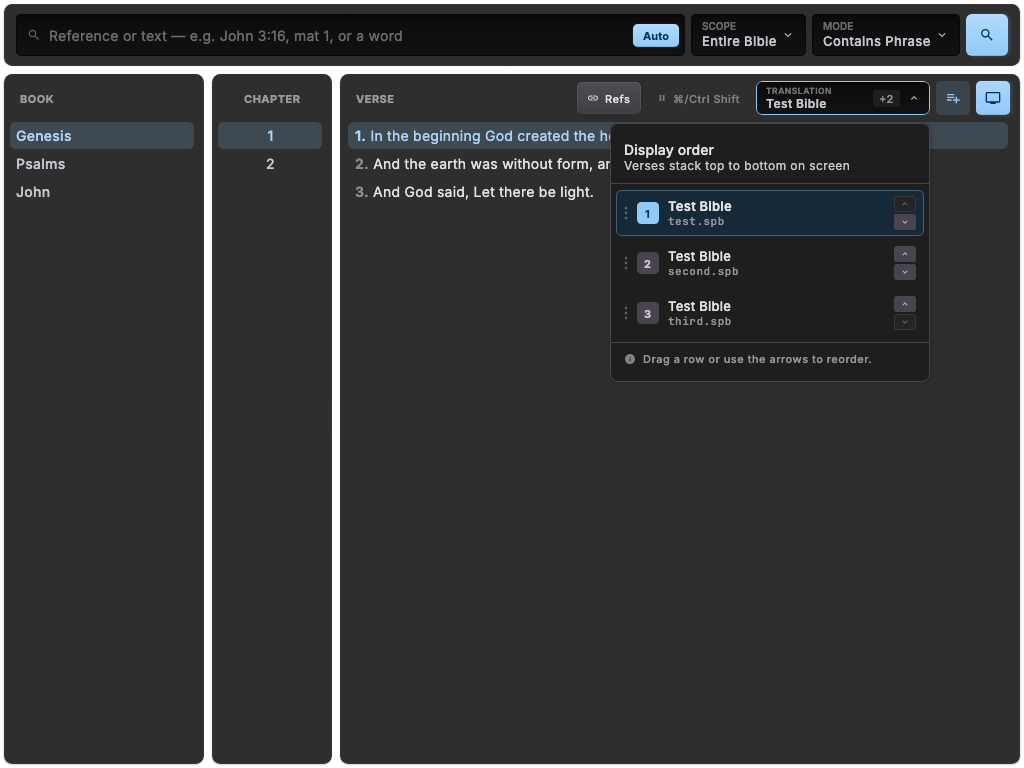 Reference or text — e.g. John 3:16, mat 1, or a word
Auto
SCOPE
Entire Bible
MODE
Contains Phrase
BOOK
Genesis
Psalms
John
CHAPTER
1
2
VERSE
Refs
⌘/Ctrl Shift
TRANSLATION
Test Bible
+2
1. In the beginning God created the he
2. And the earth was without form, an
3. And God said, Let there be light.
Display order
Verses stack top to bottom on screen
1
Test Bible
test.spb
2
Test Bible
second.spb
3
Test Bible
third.spb
Drag a row or use the arrows to reorder.